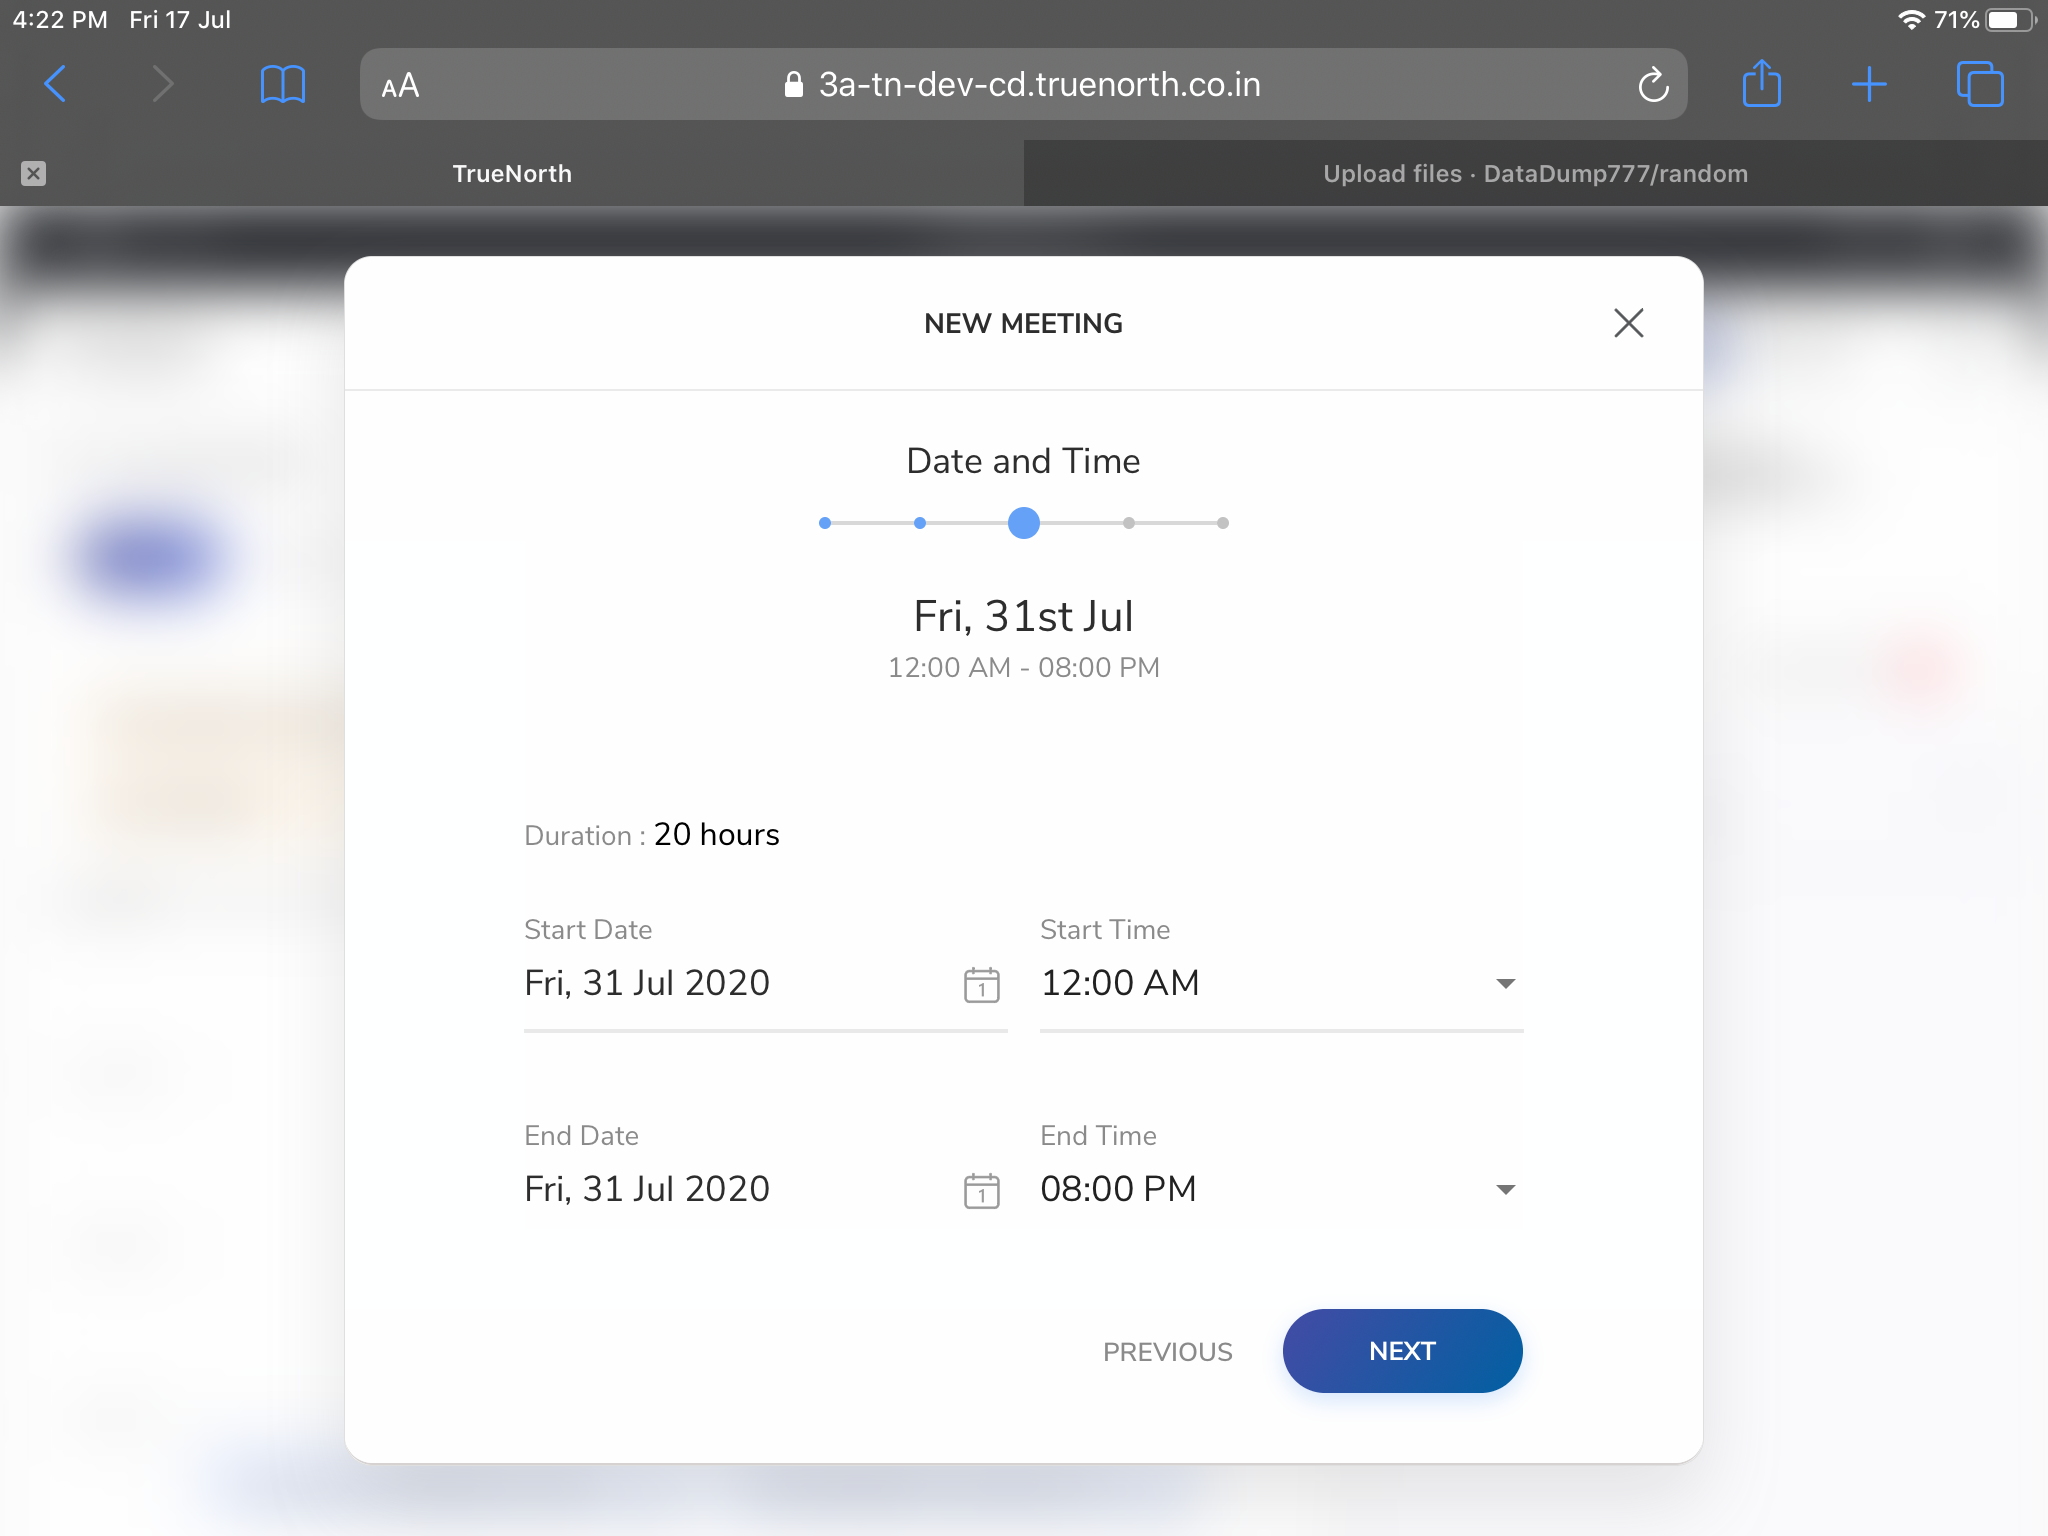 4:22 PM Fri 17 Jul 71%
AA 3a-tn-dev-cd.truenorth.co.in
TrueNorth Upload files · DataDump777/random
NEW MEETING
Date and Time
Fri, 31st Jul
12:00 AM - 08:00 PM
Duration : 20 hours
Start Date Start Time
Fri, 31 Jul 2020 1 12:00 AM
End Date End Time
Fri, 31 Jul 2020 1 08:00 PM
PREVIOUS NEXT